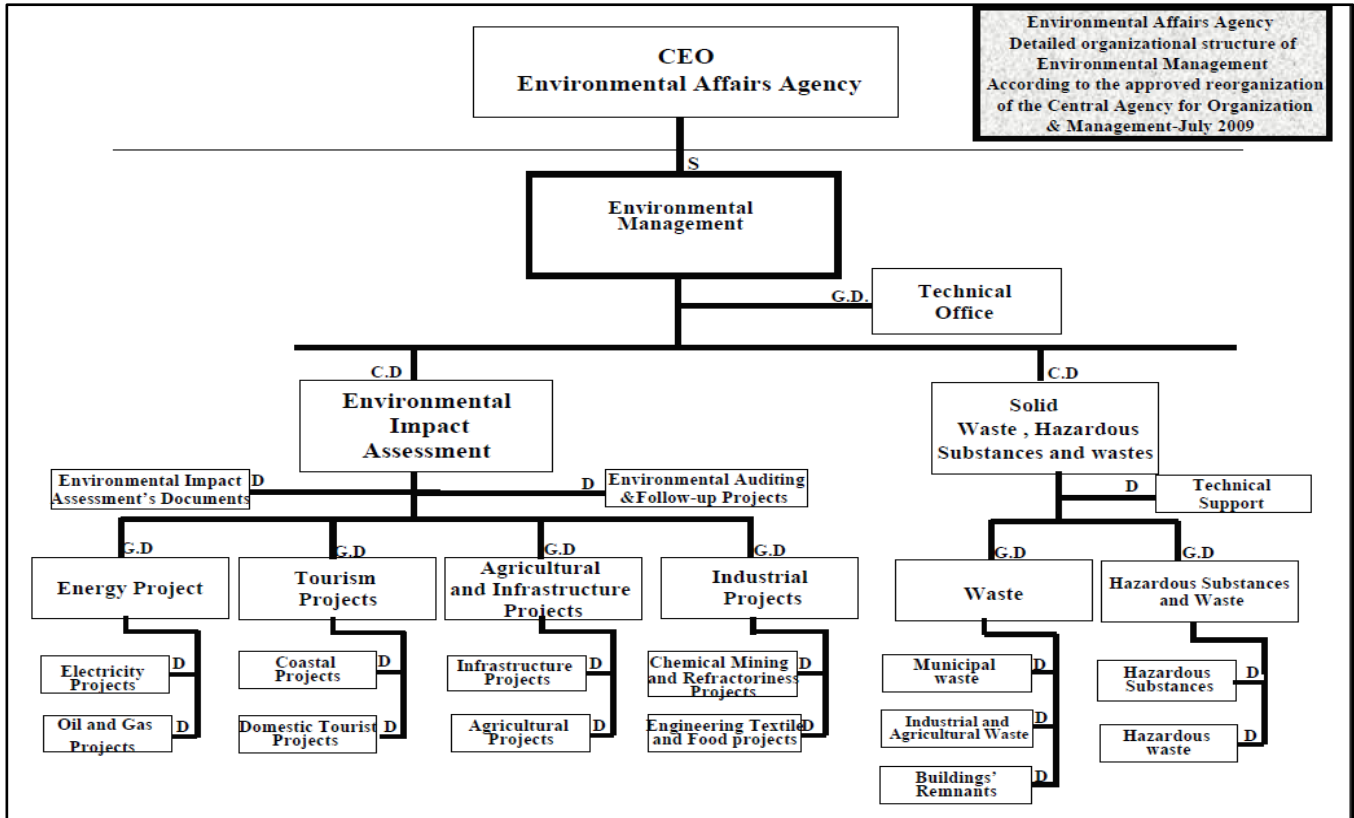 CEO
Environmental Affairs Agency
Environmental Affairs Agency
Detailed organizational structure of
Environmental Management
According to the approved reorganization
of the Central Agency for Organization
& Management-July 2009
S
Environmental
Management
G.D.
Technical
Office
C.D
Environmental
Impact
Assessment
C.D
Solid
Waste , Hazardous
Substances and wastes
Environmental Impact
Assessment's Documents
D
D
Environmental Auditing
&Follow-up Projects
D
Technical
Support
G.D
Energy Project
G.D
Tourism
Projects
G.D
Agricultural
and Infrastructure
Projects
G.D
Industrial
Projects
G.D
Waste
G.D
Hazardous Substances
and Waste
Electricity
Projects
D
Oil and Gas
Projects
D
Coastal
Projects
D
Domestic Tourist
Projects
D
Infrastructure
Projects
D
Agricultural
Projects
D
Chemical Mining
and Refractoriness
Projects
D
Engineering Textile
and Food projects
D
Municipal
waste
D
Industrial and
Agricultural Waste
D
Buildings'
Remnants
D
Hazardous
Substances
D
Hazardous
waste
D